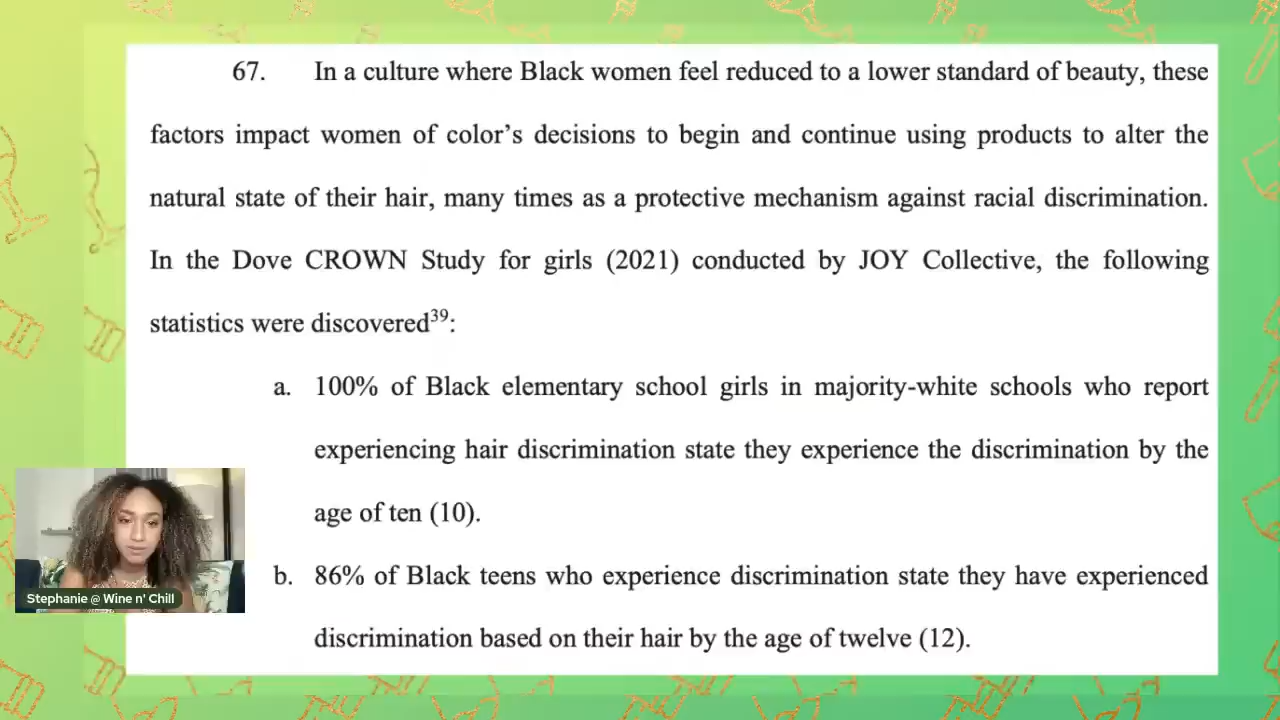 67. In a culture where Black women feel reduced to a lower standard of beauty, these
factors impact women of color's decisions to begin and continue using products to alter the
natural state of their hair, many times as a protective mechanism against racial discrimination.
In the Dove CROWN Study for girls (2021) conducted by JOY Collective, the following
statistics were discovered39:
a. 100% of Black elementary school girls in majority-white schools who report
experiencing hair discrimination state they experience the discrimination by the
age of ten (10).
b. 86% of Black teens who experience discrimination state they have experienced
Stephanie @ Wine n' Chill
discrimination based on their hair by the age of twelve (12).